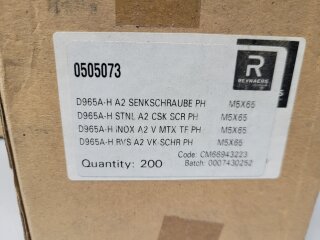 0505073
R
REYNAERS
D965A-H A2 SENKSCHRAUBE PH M5X65
D965A-H STNL A2 CSK SCR PH M5X65
D965A-H iNOX A2 V MTX TF PH M5X65
D965A-H RVS A2 VK SCHR PH M5X65
Code: CM66943223
Quantity: 200
Batch: 0007430252